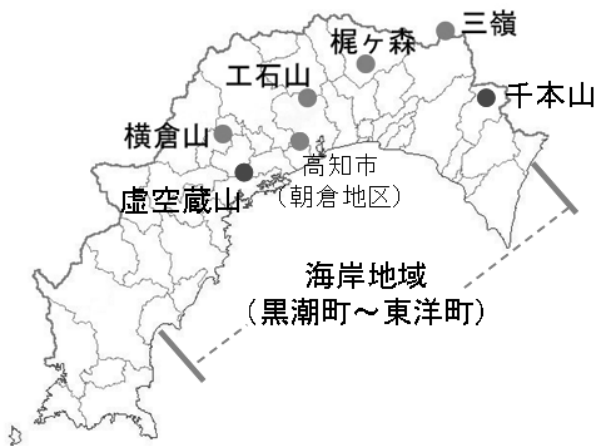 三嶺
梶ヶ森
工石山
千本山
横倉山
高知市
（朝倉地区）
虚空蔵山
海岸地域
（黒潮町～東洋町）